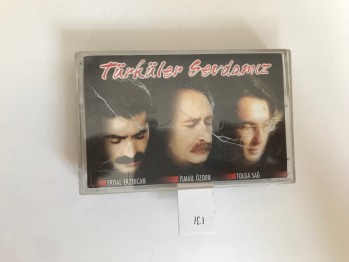 Türküler Sevdamız
ERDAL ERZİNCAN
İSMAİL ÖZDEN
TOLGA SAĞ